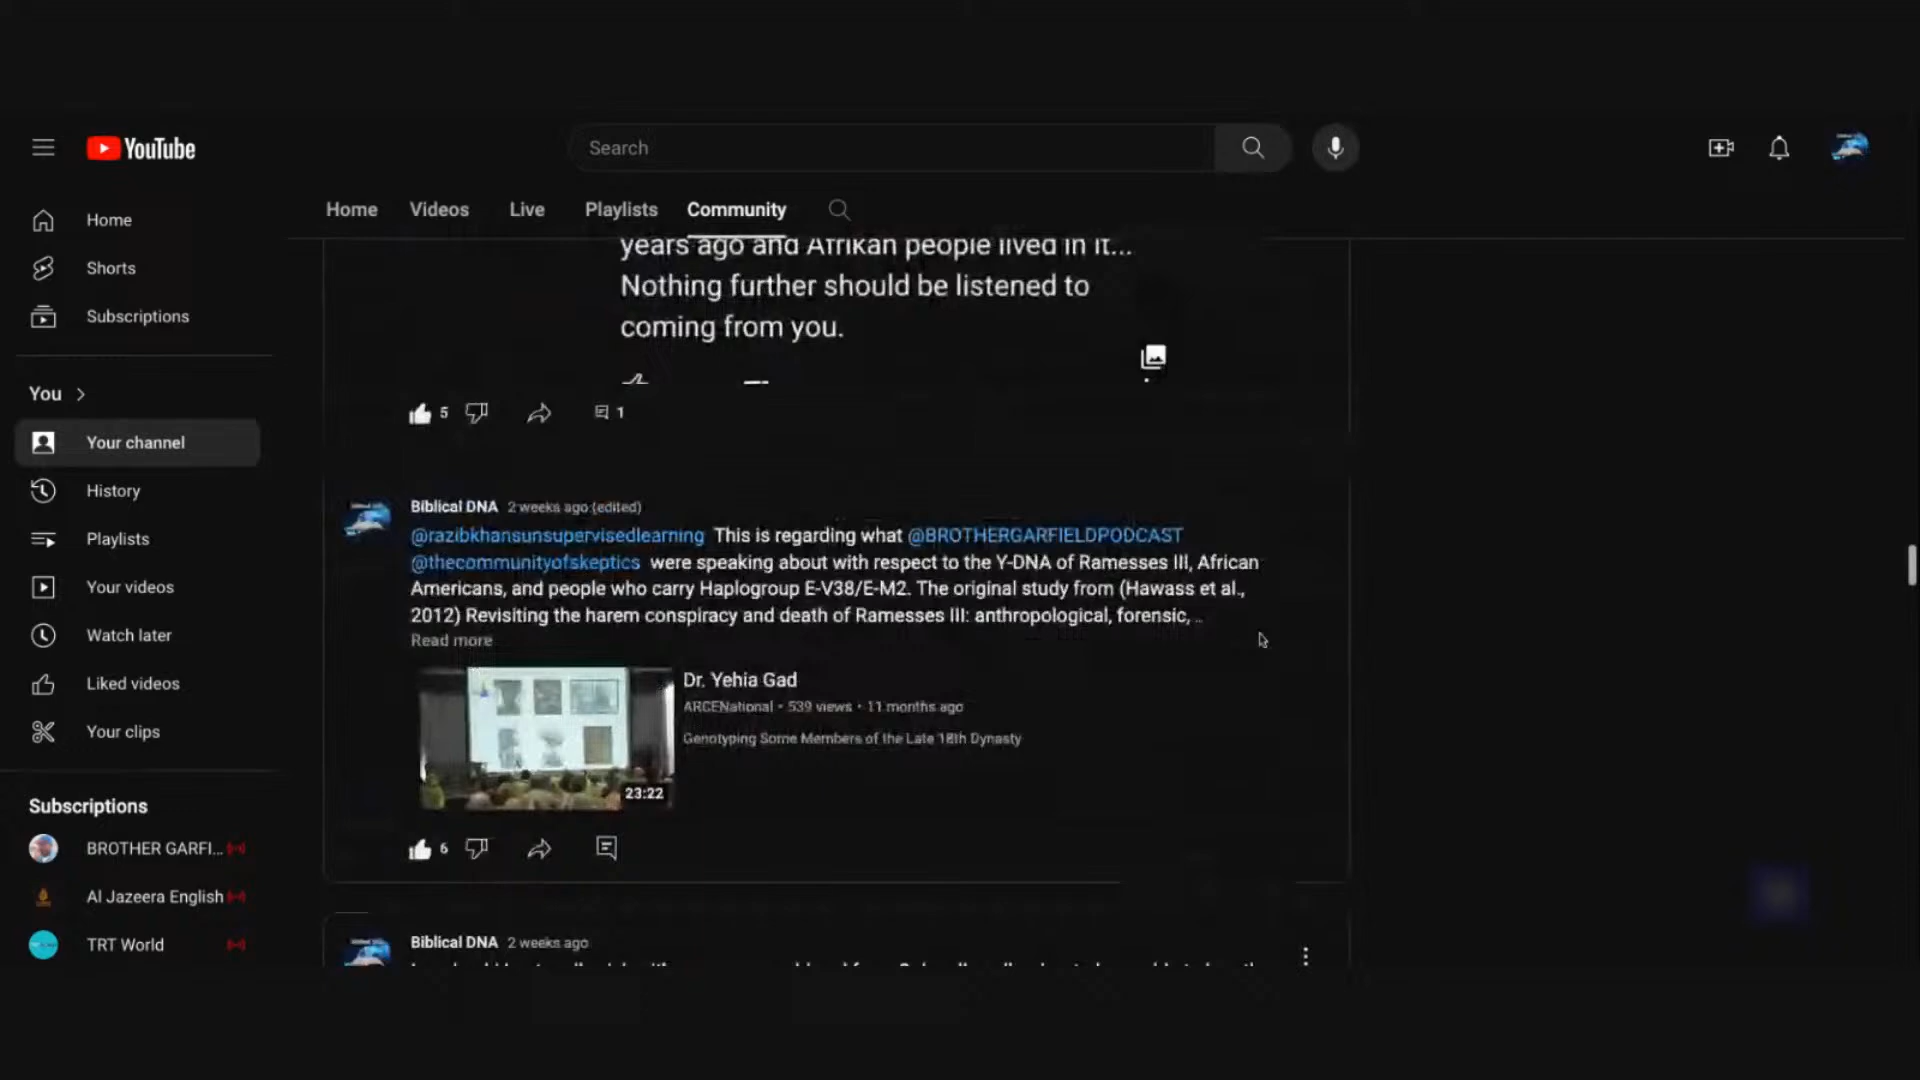 YouTube
Search
Home
Shorts
Subscriptions
You
Your channel
History
Playlists
Your videos
Watch later
Liked videos
Your clips
Subscriptions
BROTHER GARFI...
Al Jazeera English
TRT World
Home Videos Live Playlists Community
years ago and Afrikan people lived in it...
Nothing further should be listened to
coming from you.
5 1
Biblical DNA 2 weeks ago (edited)
@razibkhansunsupervisedlearning This is regarding what @BROTHERGARFIELDPODCAST
@thecommunityofskeptics were speaking about with respect to the Y-DNA of Ramesses III, African
Americans, and people who carry Haplogroup E-V38/E-M2. The original study from (Hawass et al.,
2012) Revisiting the harem conspiracy and death of Ramesses III: anthropological, forensic, ..
Read more
23:22
Dr. Yehia Gad
ARCENational • 539 views • 11 months ago
Genotyping Some Members of the Late 18th Dynasty
6
Biblical DNA 2 weeks ago